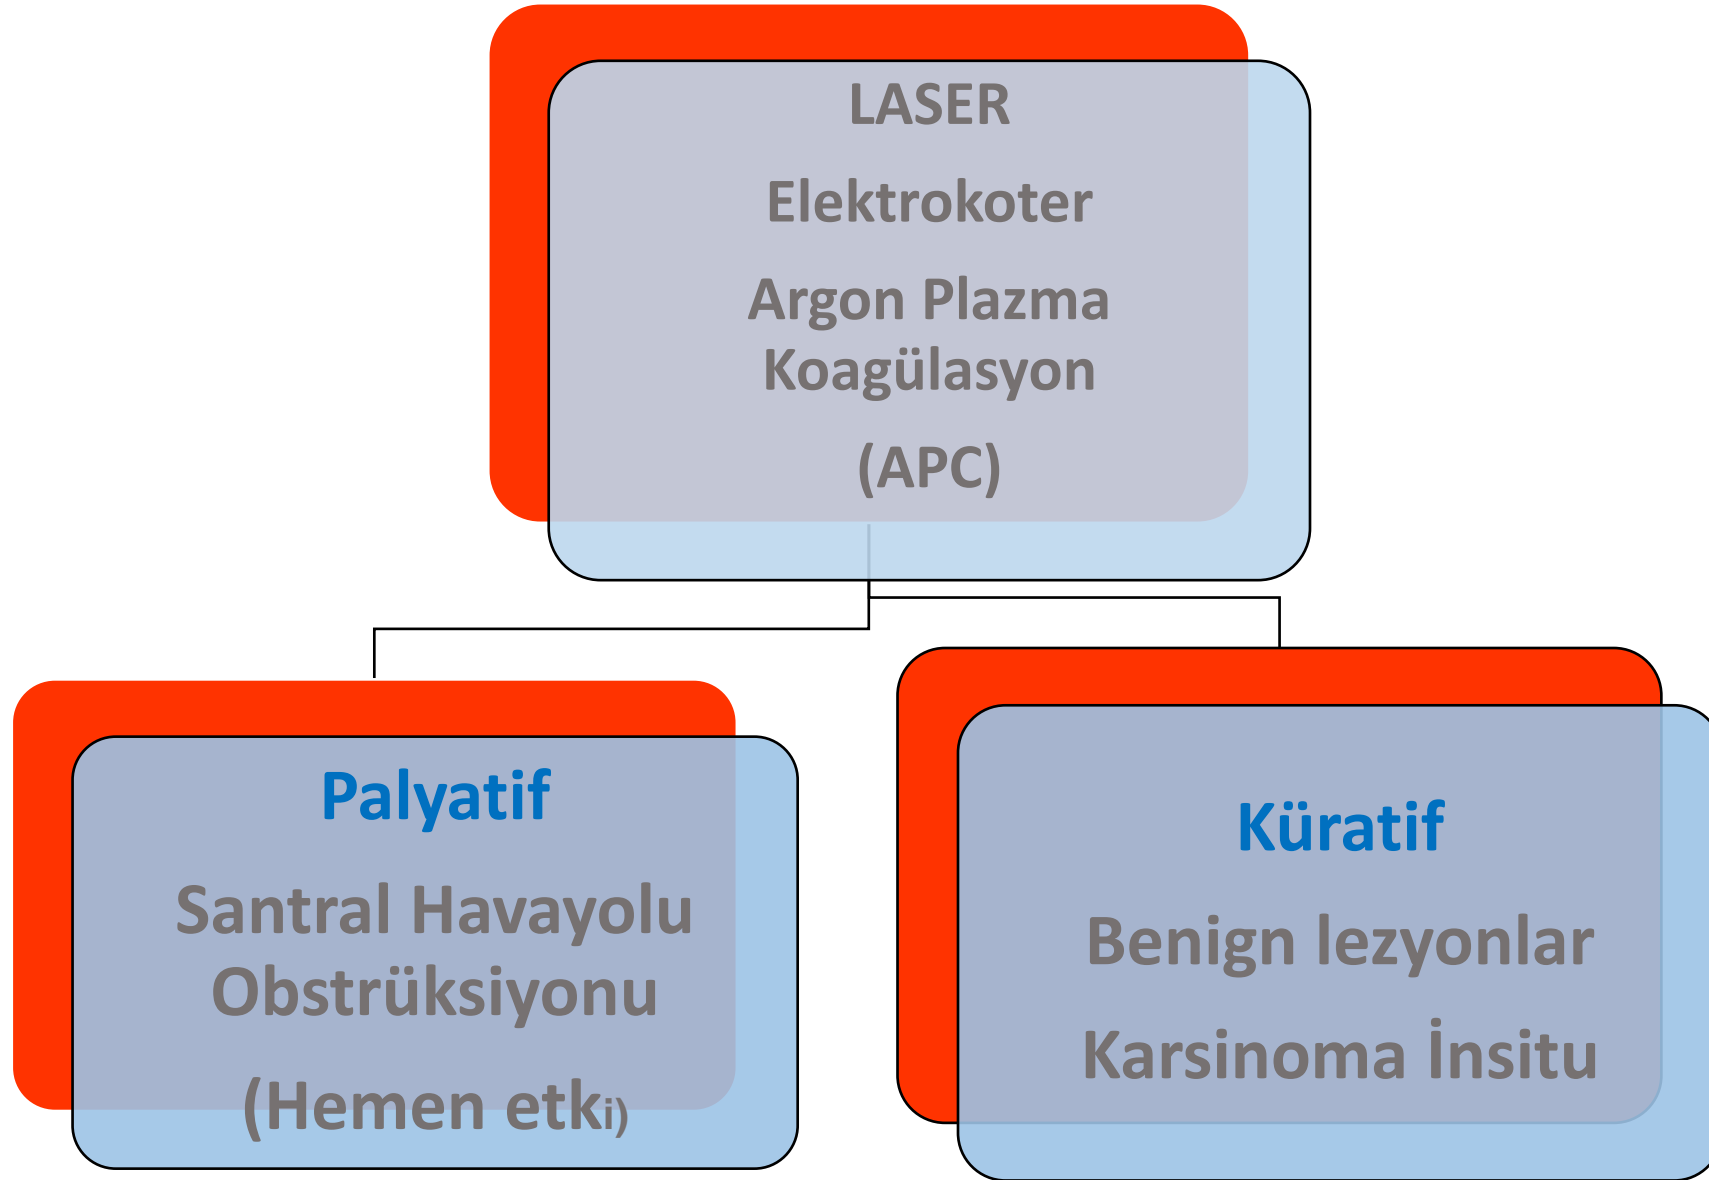 LASER
Elektrokoter
Argon Plazma
Koagülasyon
(APC)
Palyatif
Santral Havayolu
Obstrüksiyonu
(Hemen etki)
Küratif
Benign lezyonlar
Karsinoma İnsitu